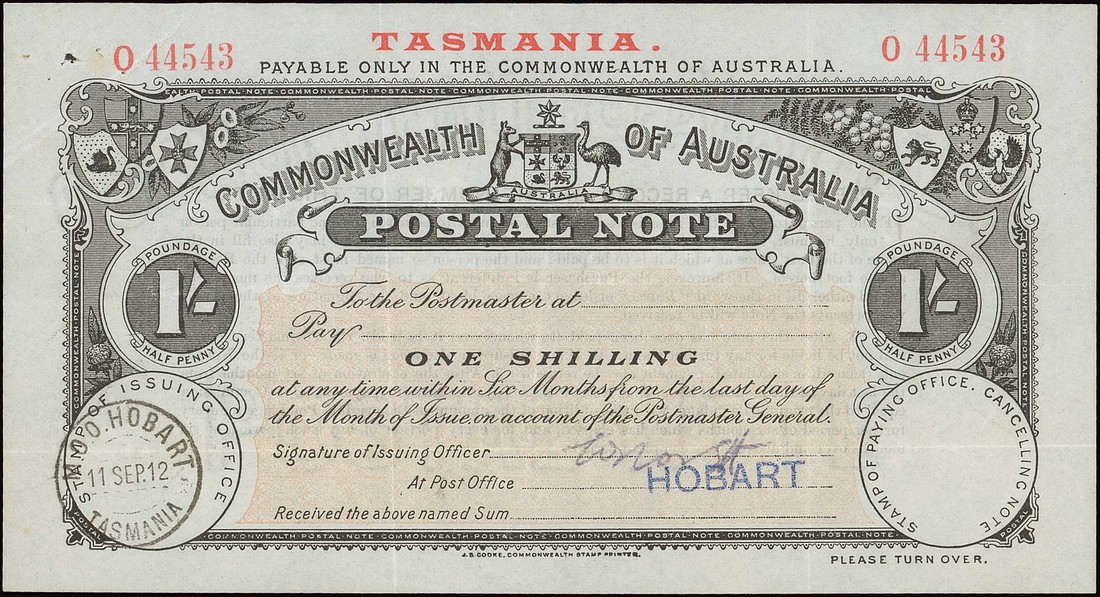 TASMANIA.
O 44543
O 44543
PAYABLE ONLY IN THE COMMONWEALTH OF AUSTRALIA.
COMMONWEALTH OF AUSTRALIA
AUSTRALIA
POSTAL NOTE
POUNDAGE
1/-
HALF PENNY
POUNDAGE
1/-
HALF PENNY
To the Postmaster at
Pay
ONE SHILLING
at any time within Six Months from the last day of
the Month of Issue, on account of the Postmaster General.
Signature of Issuing Officer
At Post Office HOBART
Received the above named Sum
STAMP OF ISSUING OFFICE
M.O.O. HOBART
11 SEP.12
TASMANIA
STAMP OF PAYING OFFICE, CANCELLING NOTE
COMMONWEALTH·POSTAL·NOTE·COMMONWEALTH·POSTAL·NOTE
J.B. COOKE, COMMONWEALTH STAMP PRINTER.
PLEASE TURN OVER.